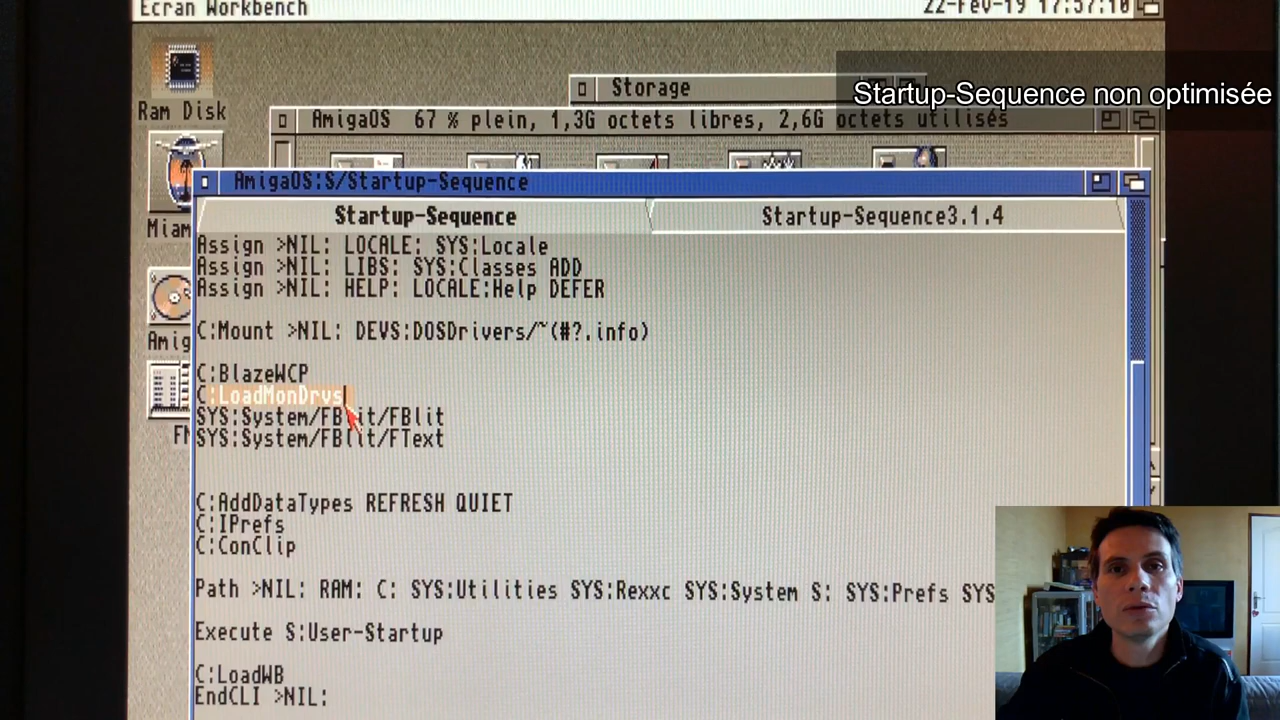 Ecran Workbench
22-Fév-19 17:57:10
Ram Disk
Storage
Startup-Sequence non optimisée
AmigaOS 67 % plein, 1,3G octets libres, 2,6G octets utilisés
AmigaOS:S/Startup-Sequence
Startup-Sequence
Startup-Sequence3.1.4
Miam
Assign >NIL: LOCALE: SYS:Locale
Assign >NIL: LIBS: SYS:Classes ADD
Assign >NIL: HELP: LOCALE:Help DEFER
Amig
C:Mount >NIL: DEVS:DOSDrivers/~(#?.info)
C:BlazeWCP
C:LoadMonDrvs
SYS:System/FBlit/FBlit
SYS:System/FBlit/FText
C:AddDataTypes REFRESH QUIET
C:IPrefs
C:ConClip
Path >NIL: RAM: C: SYS:Utilities SYS:Rexxc SYS:System S: SYS:Prefs SYS
Execute S:User-Startup
C:LoadWB
EndCLI >NIL: